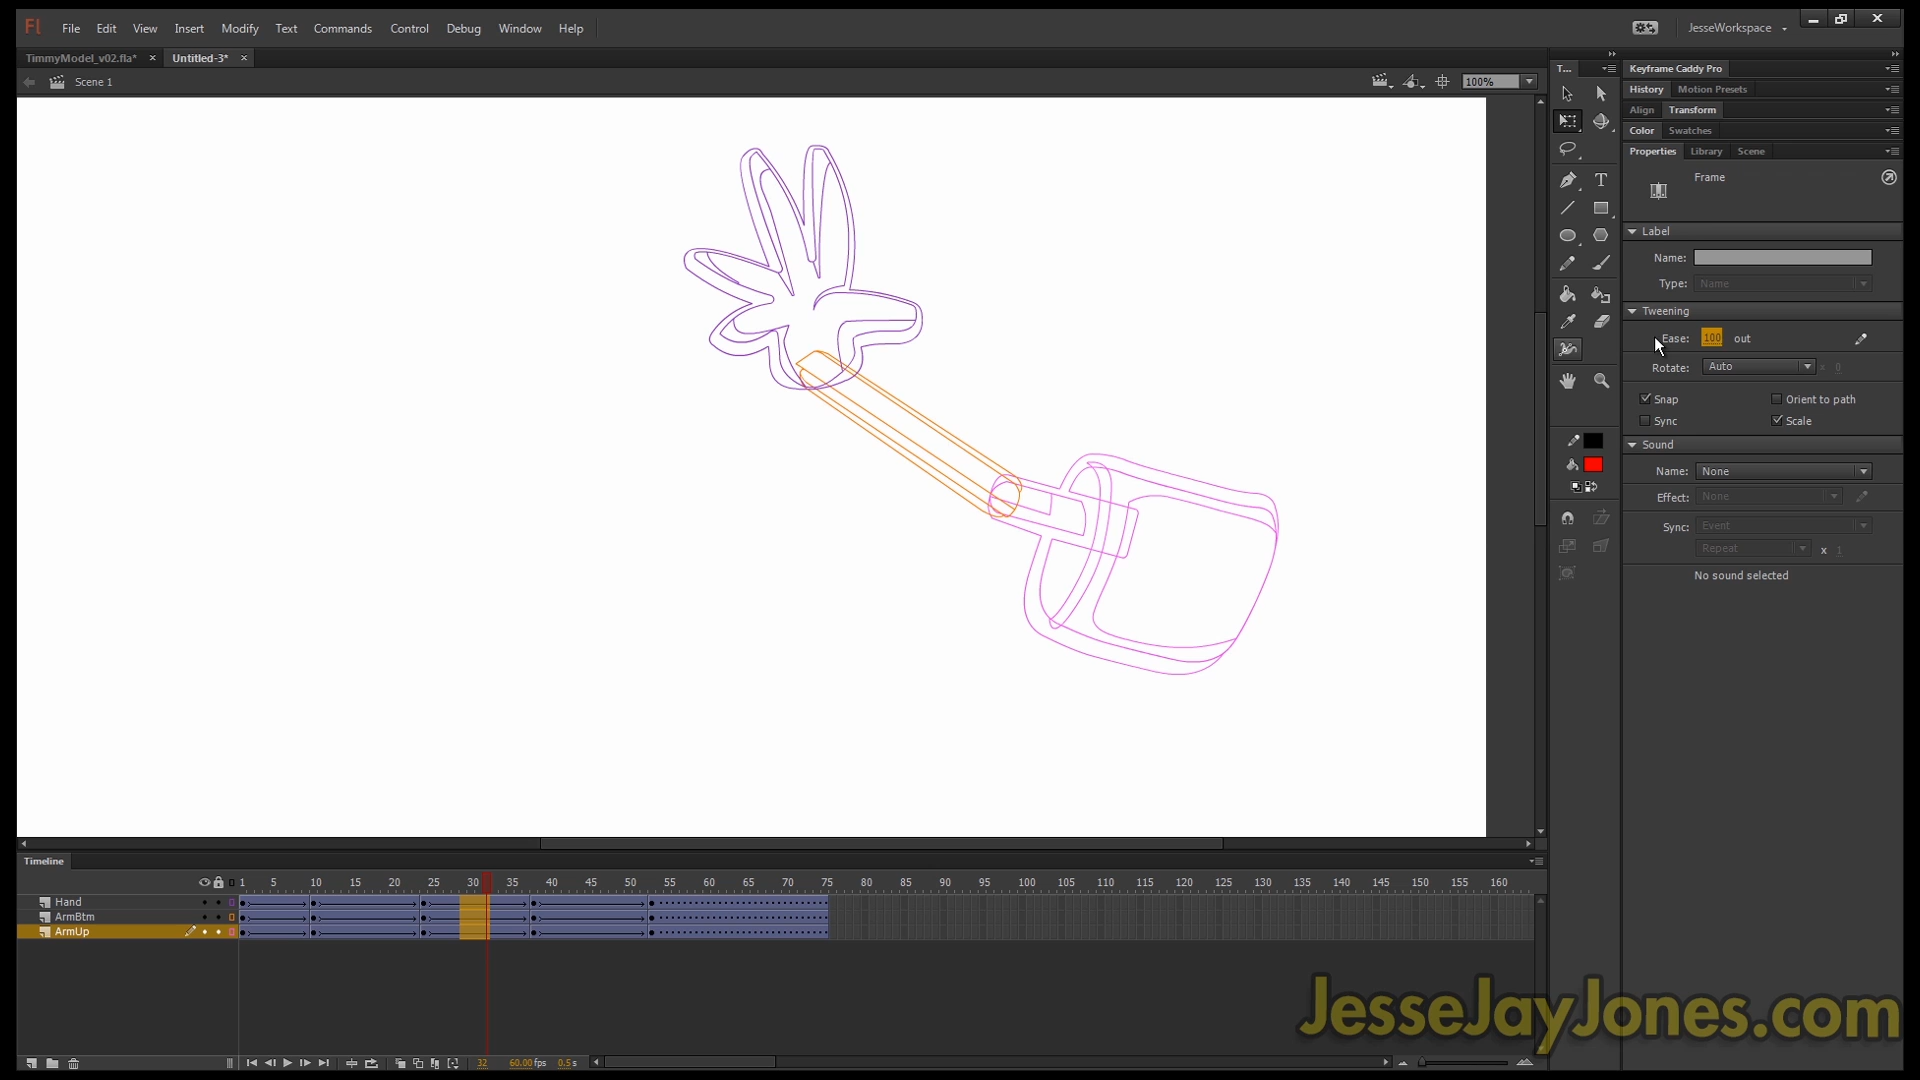 Fl File Edit View Insert Modify Text Commands Control Debug Window Help JesseWorkspace
TimmyModel_v02.fla* × Untitled-3* ×
Scene 1 100%
T...
Keyframe Caddy Pro
History Motion Presets
Align Transform
Color Swatches
Properties Library Scene
Frame
Label
Name:
Type: Name
Tweening
Ease: 100 out
Rotate: Auto x 0
Snap Orient to path
Sync Scale
Sound
Name: None
Effect: None
Sync: Event
Repeat x 1
No sound selected
Timeline
1 5 10 15 20 25 30 35 40 45 50 55 60 65 70 75 80 85 90 95 100 105 110 115 120 125 130 135 140 145 150 155 160
Hand
ArmBtm
ArmUp
32 60.00 fps 0.5 s
JesseJayJones.com